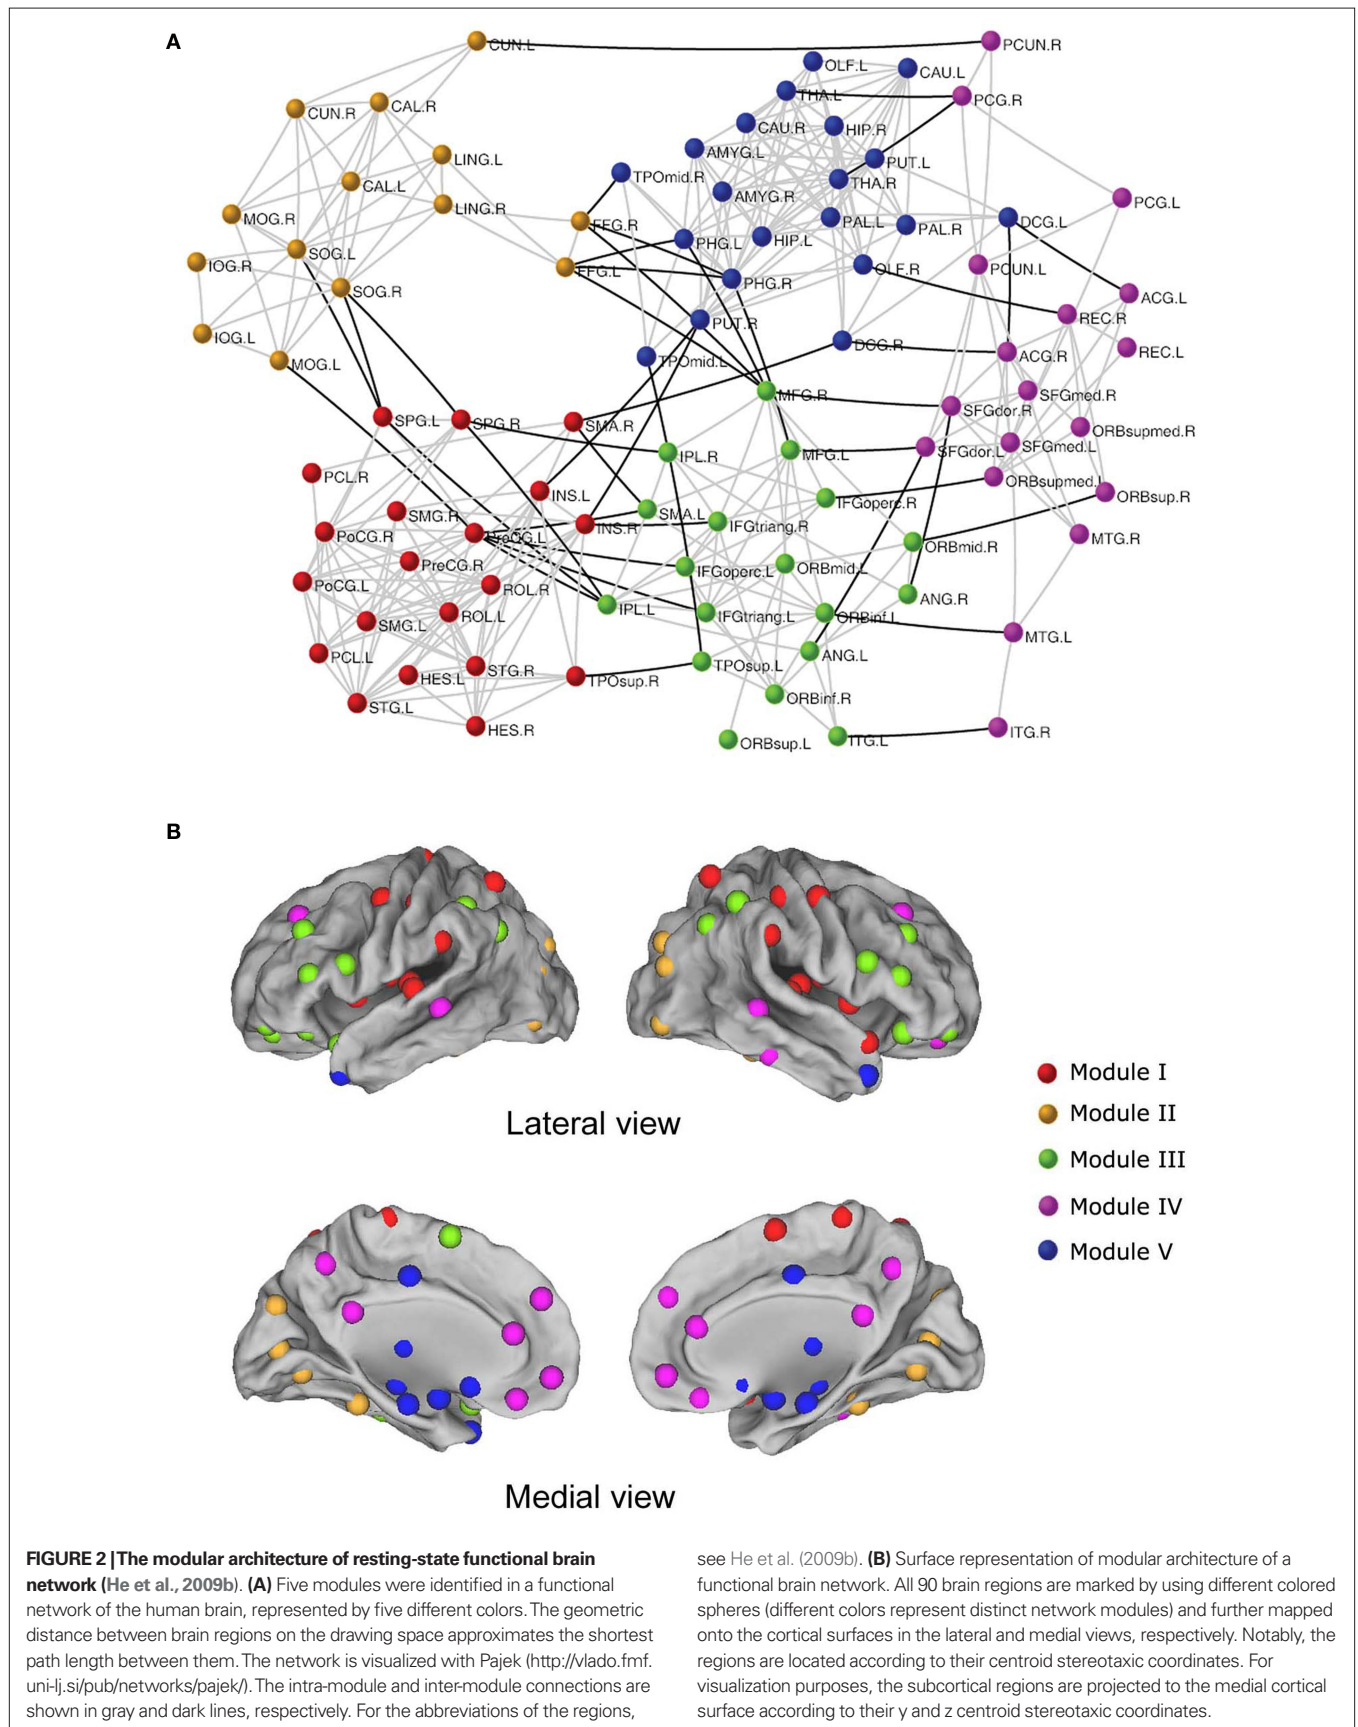 A
CUN.L
PCUN.R
OLF.L
CAU.L
THA.L
PCG.R
CUN.R
CAL.R
CAU.R
HIP.R
LING.L
AMYG.L
PUT.L
TPOmid.R
THA.R
CAL.L
AMYG.R
PCG.L
LING.R
MOG.R
FFG.R
PAL.L
PAL.R
DCG.L
PHG.L
HIP.L
SOG.L
IOG.R
FFG.L
OLF.R
PCUN.L
PHG.R
SOG.R
ACG.L
REC.R
PUT.R
IOG.L
DCG.R
ACG.R
REC.L
MOG.L
TPOmid.L
MFG.R
SFGmed.R
SFGdor.R
SPG.L
SPG.R
SMA.R
ORBsupmed.R
SFGmed.L
SFGdor.L
IPL.R
MFG.L
PCL.R
ORBsupmed.L
INS.L
ORBsup.R
IFGoperc.R
SMG.R
SMA.L
INS.R
IFGtriang.R
PoCG.R
PreCG.L
MTG.R
ORBmid.R
PreCG.R
IFGoperc.L
ORBmid.L
PoCG.L
ROL.R
ANG.R
IPL.L
ROL.L
IFGtriang.L
ORBinf.L
SMG.L
MTG.L
PCL.L
ANG.L
STG.R
TPOsup.L
HES.L
TPOsup.R
ORBinf.R
STG.L
HES.R
ITG.R
ORBsup.L
ITG.L
B
Lateral view
Module I
Module II
Module III
Module IV
Module V
Medial view
FIGURE 2 | The modular architecture of resting-state functional brain
network (He et al., 2009b). (A) Five modules were identified in a functional
network of the human brain, represented by five different colors. The geometric
distance between brain regions on the drawing space approximates the shortest
path length between them. The network is visualized with Pajek (http://vlado.fmf.
uni-lj.si/pub/networks/pajek/). The intra-module and inter-module connections are
shown in gray and dark lines, respectively. For the abbreviations of the regions,
see He et al. (2009b). (B) Surface representation of modular architecture of a
functional brain network. All 90 brain regions are marked by using different colored
spheres (different colors represent distinct network modules) and further mapped
onto the cortical surfaces in the lateral and medial views, respectively. Notably, the
regions are located according to their centroid stereotaxic coordinates. For
visualization purposes, the subcortical regions are projected to the medial cortical
surface according to their y and z centroid stereotaxic coordinates.